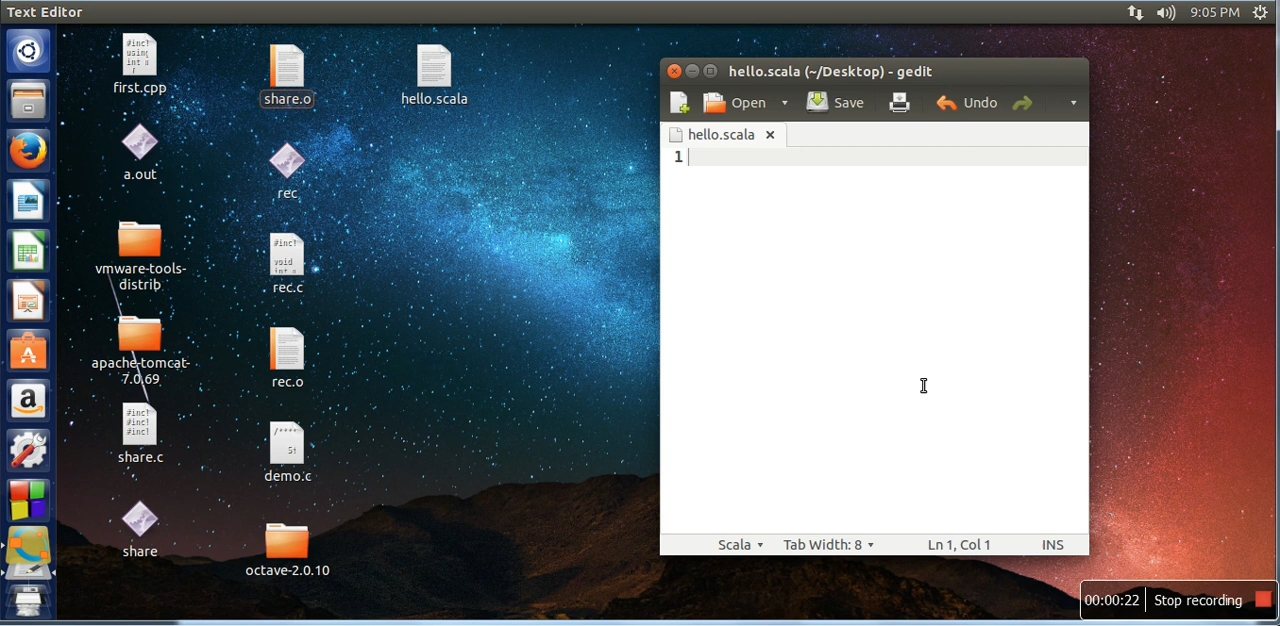 Text Editor
9:05 PM
first.cpp
share.o
hello.scala
a.out
rec
vmware-tools-
distrib
rec.c
apache-tomcat-
7.0.69
rec.o
share.c
demo.c
share
octave-2.0.10
hello.scala (~/Desktop) - gedit
Open
Save
Undo
hello.scala
1
Scala
Tab Width: 8
Ln 1, Col 1
INS
00:00:22
Stop recording